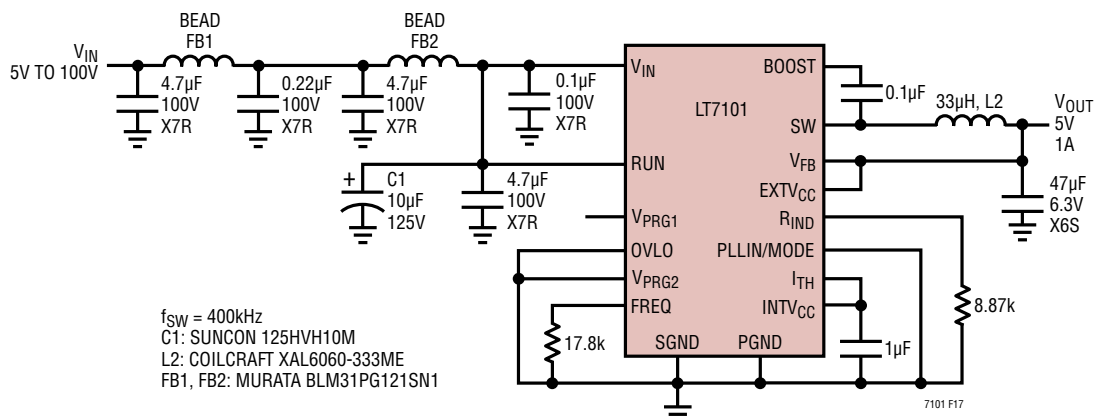 BEAD
FB1
BEAD
FB2
VIN
5V TO 100V
4.7µF
100V
X7R
0.22µF
100V
X7R
4.7µF
100V
X7R
0.1µF
100V
X7R
+ C1
10µF
125V
4.7µF
100V
X7R
VIN
RUN
VPRG1
OVLO
VPRG2
FREQ
SGND
PGND
LT7101
BOOST
SW
VFB
EXTVCC
RIND
PLLIN/MODE
ITH
INTVCC
0.1µF
33µH, L2
VOUT
5V
1A
47µF
6.3V
X6S
8.87k
1µF
17.8k
fSW = 400kHz
C1: SUNCON 125HVH10M
L2: COILCRAFT XAL6060-333ME
FB1, FB2: MURATA BLM31PG121SN1
7101 F17